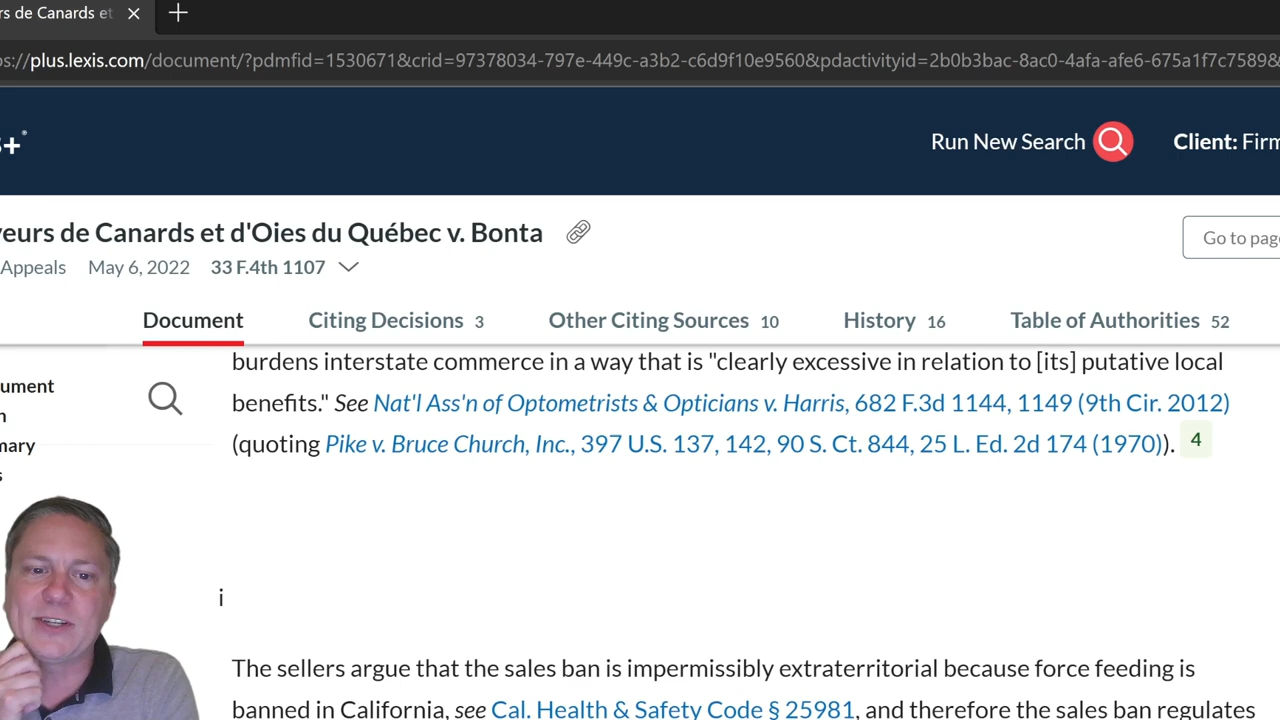 rs de Canards et
ps://plus.lexis.com/document/?pdmfid=1530671&crid=97378034-797e-449c-a3b2-c6d9f10e9560&pdactivityid=2b0b3bac-8ac0-4afa-afe6-675a1f7c7589&
s+® Run New Search Client: Firm
veurs de Canards et d'Oies du Québec v. Bonta Go to page
Appeals May 6, 2022 33 F.4th 1107
Document Citing Decisions 3 Other Citing Sources 10 History 16 Table of Authorities 52
burdens interstate commerce in a way that is "clearly excessive in relation to [its] putative local
benefits." See Nat'l Ass'n of Optometrists & Opticians v. Harris, 682 F.3d 1144, 1149 (9th Cir. 2012)
(quoting Pike v. Bruce Church, Inc., 397 U.S. 137, 142, 90 S. Ct. 844, 25 L. Ed. 2d 174 (1970)). 4
ument
n
mary
s
i
The sellers argue that the sales ban is impermissibly extraterritorial because force feeding is
banned in California, see Cal. Health & Safety Code § 25981, and therefore the sales ban regulates